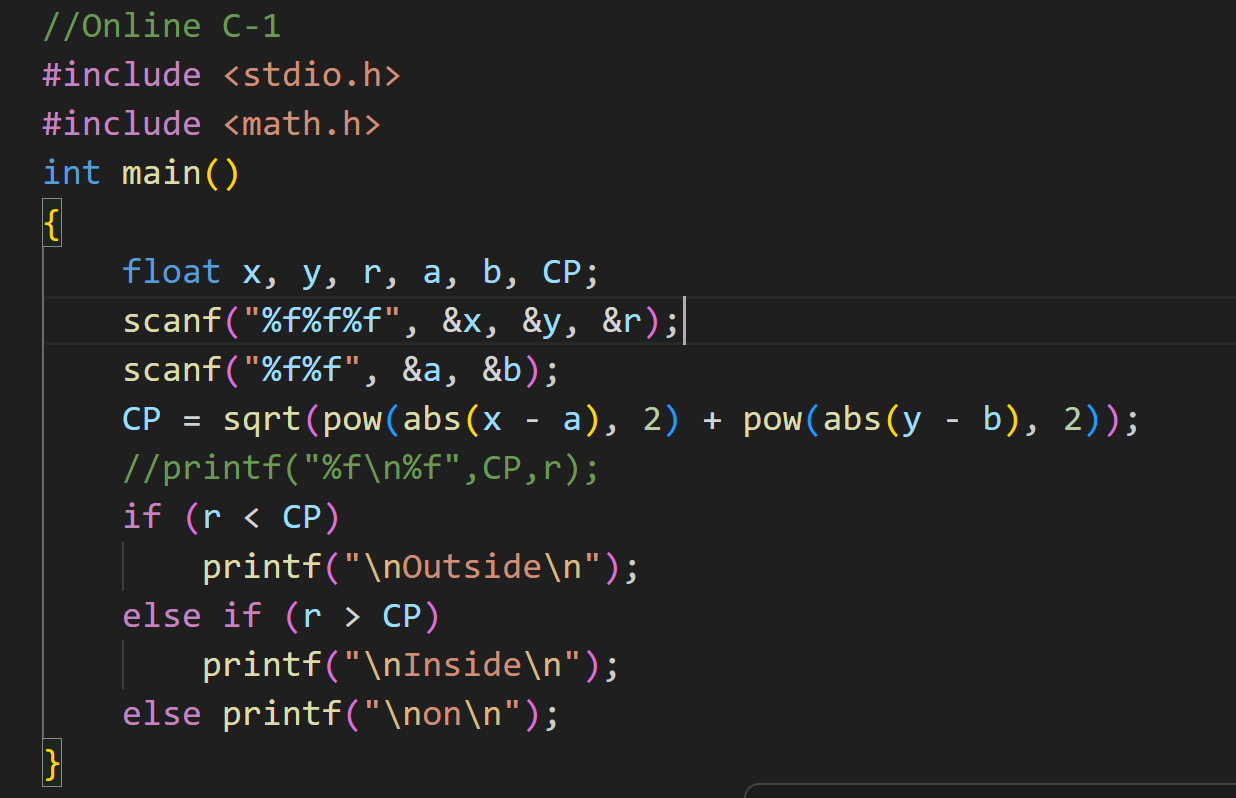 //Online C-1
#include <stdio.h>
#include <math.h>
int main()
{
    float x, y, r, a, b, CP;
    scanf("%f%f%f", &x, &y, &r);
    scanf("%f%f", &a, &b);
    CP = sqrt(pow(abs(x - a), 2) + pow(abs(y - b), 2));
    //printf("%f\n%f",CP,r);
    if (r < CP)
        printf("\nOutside\n");
    else if (r > CP)
        printf("\nInside\n");
    else printf("\non\n");
}